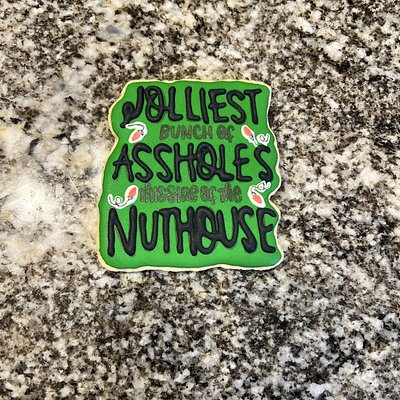 JOLLIEST
BUNCH OF
ASSHOLES
THIS SIDE OF THE
NUTHOUSE